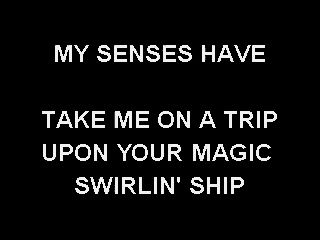 MY SENSES HAVE
TAKE ME ON A TRIP
UPON YOUR MAGIC
SWIRLIN' SHIP